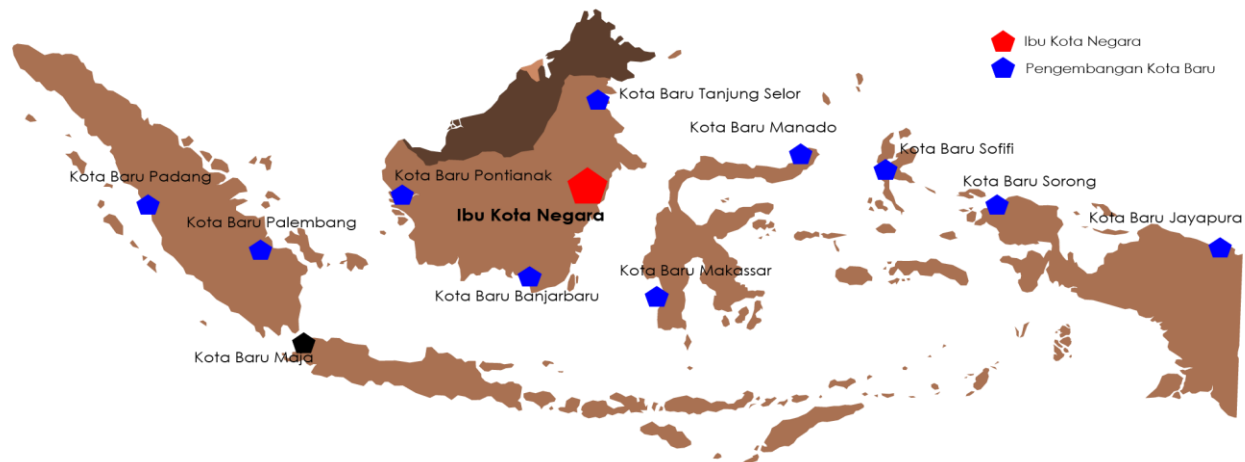 Ibu Kota Negara
Pengembangan Kota Baru
Kota Baru Tanjung Selor
Kota Baru Manado
Kota Baru Sofifi
Kota Baru Padang
Kota Baru Pontianak
Kota Baru Sorong
Ibu Kota Negara
Kota Baru Palembang
Kota Baru Jayapura
Kota Baru Makassar
Kota Baru Banjarbaru
Kota Baru Maja